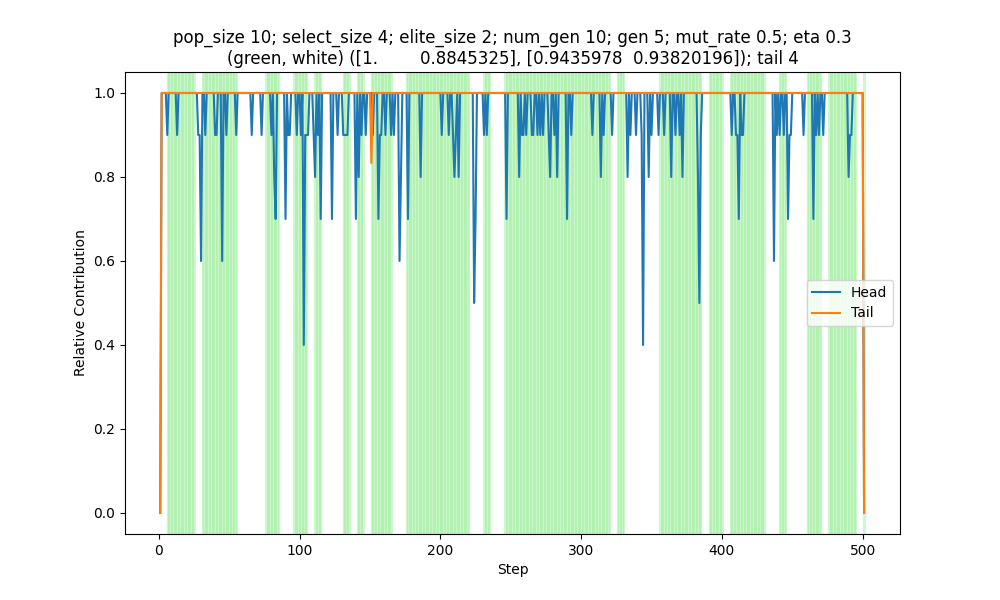 pop_size 10; select_size 4; elite_size 2; num_gen 10; gen 5; mut_rate 0.5; eta 0.3
(green, white) ([1.        0.8845325], [0.9435978  0.93820196]); tail 4
1.0
0.8
0.6
0.4
0.2
0.0
Relative Contribution
Head
Tail
0 100 200 300 400 500
Step